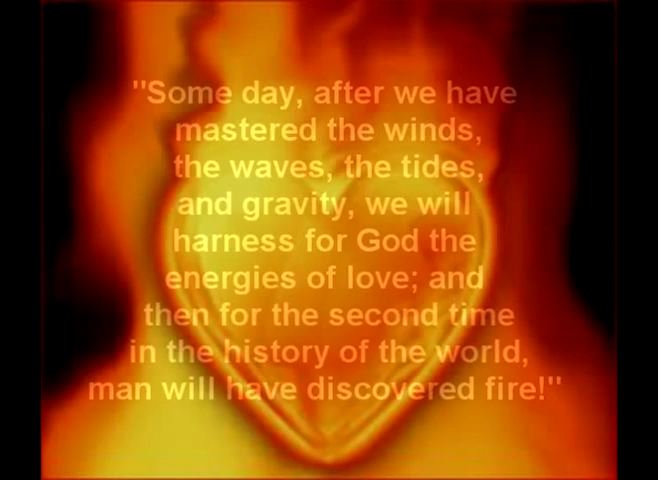 "Some day, after we have
mastered the winds,
the waves, the tides,
and gravity, we will
harness for God the
energies of love; and
then for the second time
in the history of the world,
man will have discovered fire!"